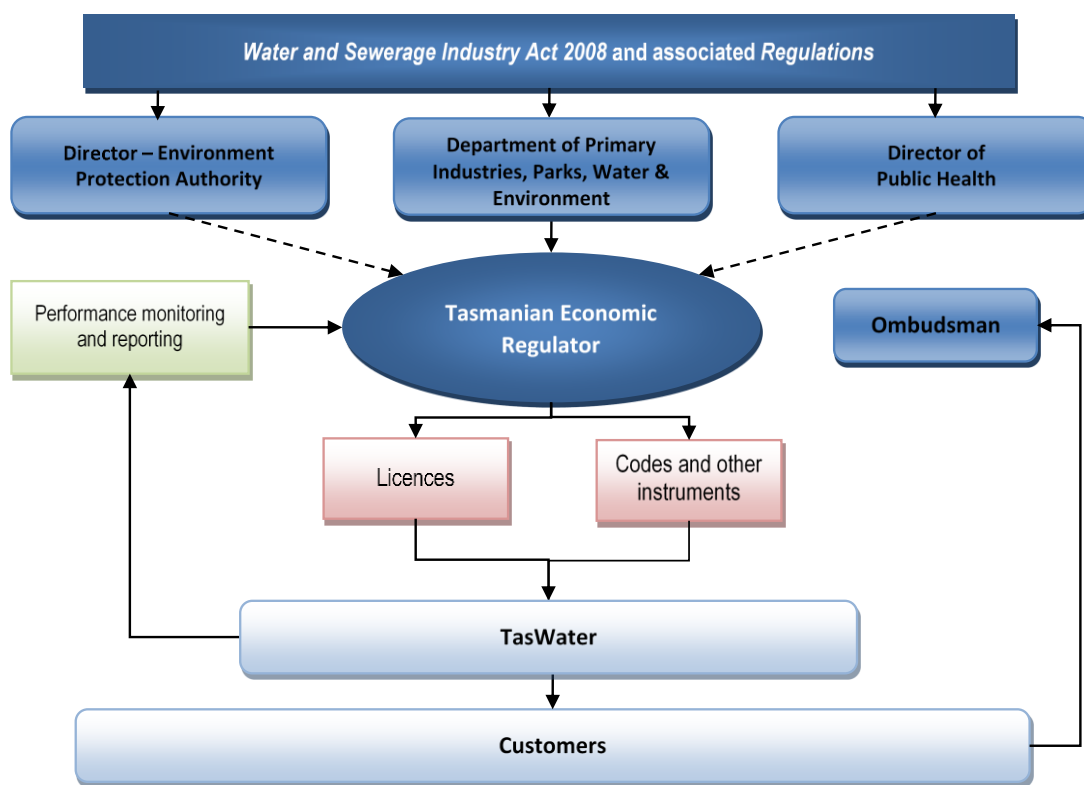 Water and Sewerage Industry Act 2008 and associated Regulations
Director – Environment
Protection Authority
Department of Primary
Industries, Parks, Water &
Environment
Director of
Public Health
Performance monitoring
and reporting
Tasmanian Economic
Regulator
Ombudsman
Licences
Codes and other
instruments
TasWater
Customers